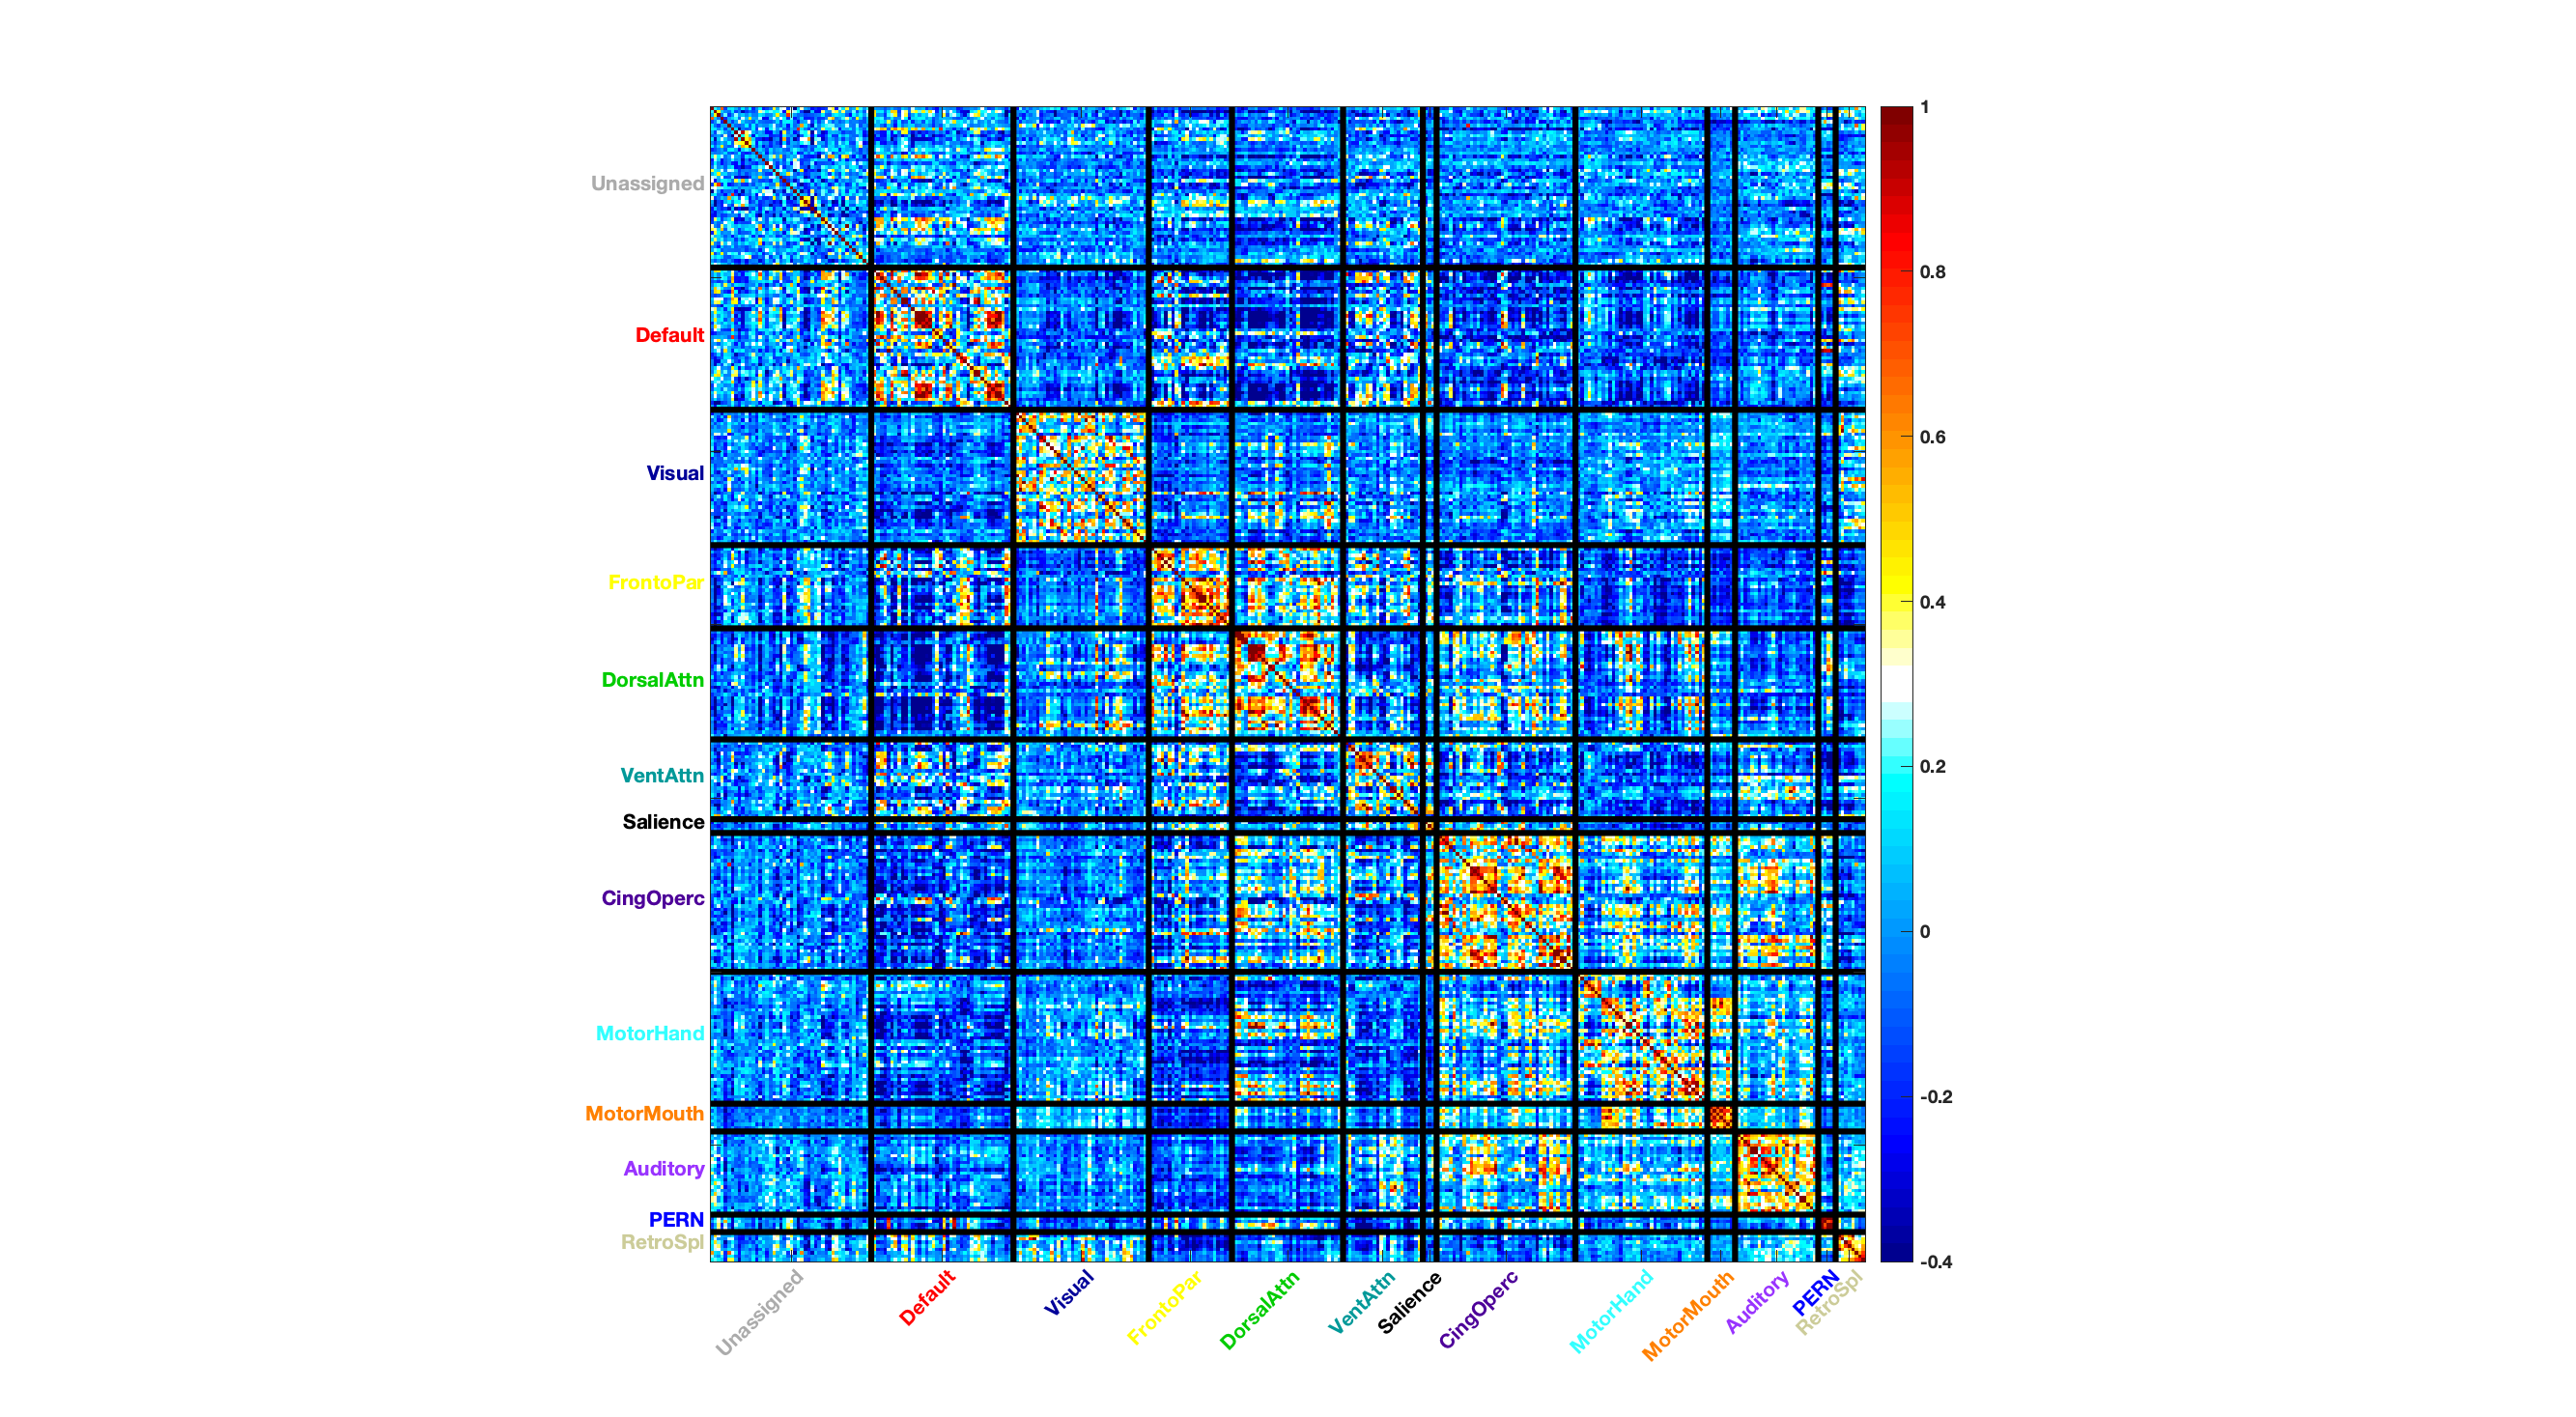 Unassigned
Default
Visual
FrontoPar
DorsalAttn
VentAttn
Salience
CingOperc
MotorHand
MotorMouth
Auditory
PERN
RetroSpl
Unassigned
Default
Visual
FrontoPar
DorsalAttn
VentAttn
Salience
CingOperc
MotorHand
MotorMouth
Auditory
PERN
RetroSpl
1
0.8
0.6
0.4
0.2
0
-0.2
-0.4